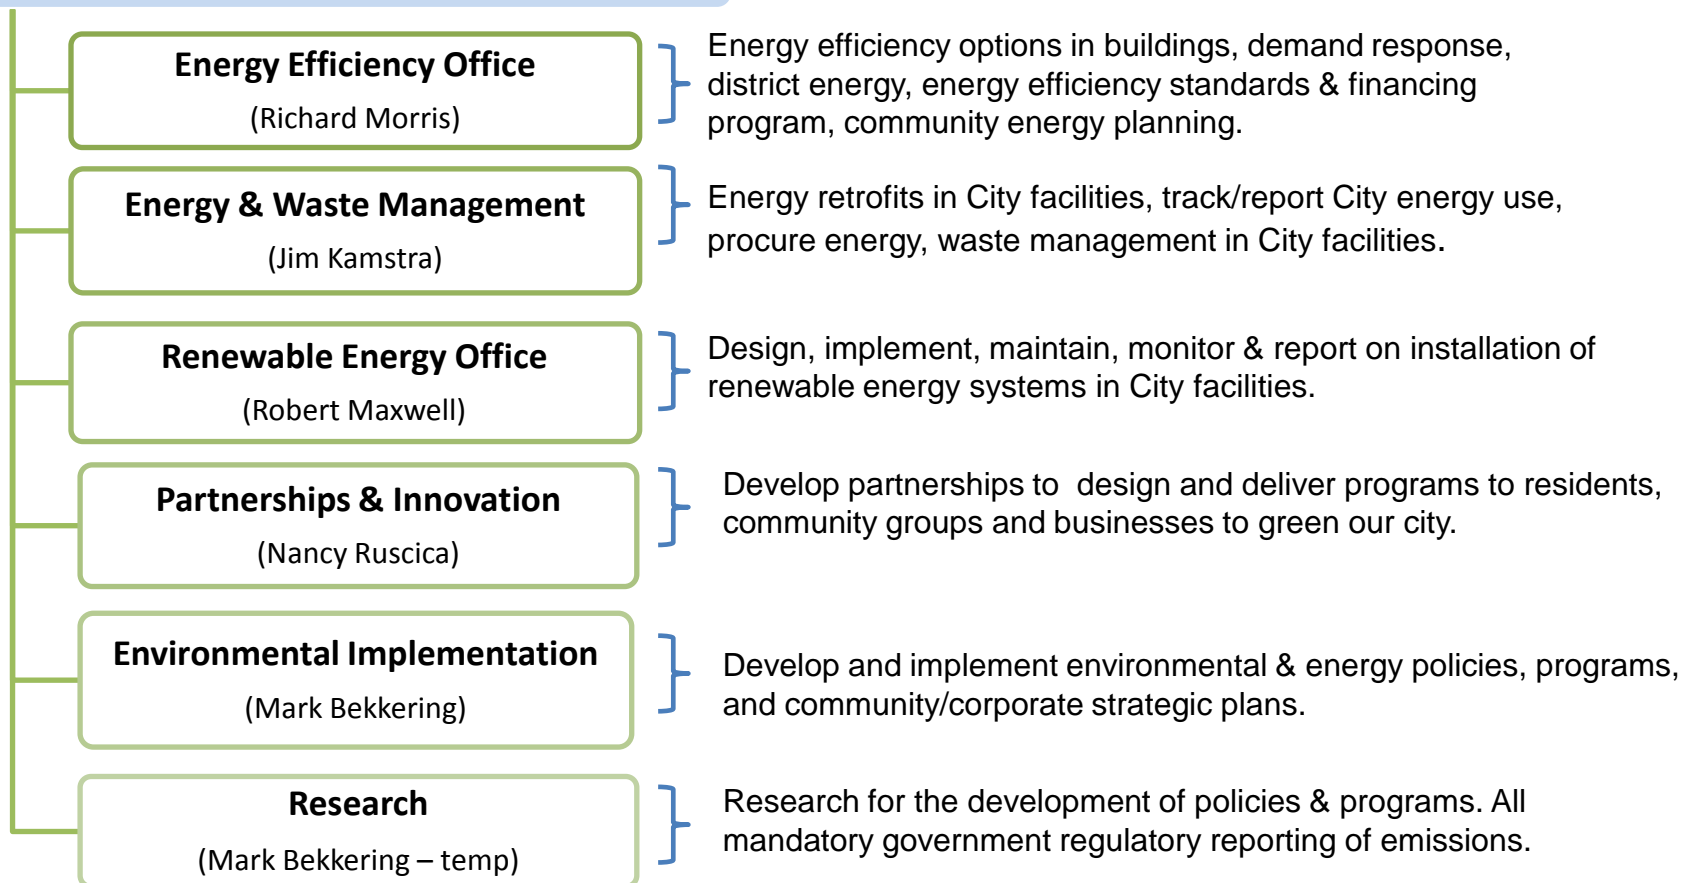 Energy Efficiency Office
(Richard Morris)
Energy efficiency options in buildings, demand response,
district energy, energy efficiency standards & financing
program, community energy planning.
Energy & Waste Management
(Jim Kamstra)
Energy retrofits in City facilities, track/report City energy use,
procure energy, waste management in City facilities.
Renewable Energy Office
(Robert Maxwell)
Design, implement, maintain, monitor & report on installation of
renewable energy systems in City facilities.
Partnerships & Innovation
(Nancy Ruscica)
Develop partnerships to  design and deliver programs to residents,
community groups and businesses to green our city.
Environmental Implementation
(Mark Bekkering)
Develop and implement environmental & energy policies, programs,
and community/corporate strategic plans.
Research
(Mark Bekkering – temp)
Research for the development of policies & programs. All
mandatory government regulatory reporting of emissions.